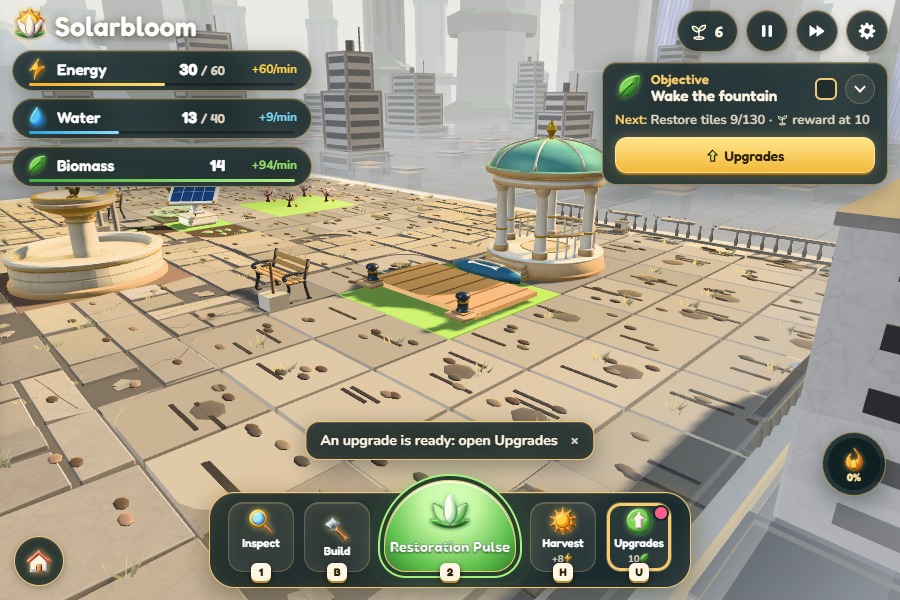 Solarbloom
Energy 30 / 60 +60/min
Water 13 / 40 +9/min
Biomass 14 +94/min
6
Objective
Wake the fountain
Next: Restore tiles 9/130 · reward at 10
Upgrades
An upgrade is ready: open Upgrades ×
0%
Inspect
1
Build
B
Restoration Pulse
2
Harvest
+8
H
Upgrades
10
U